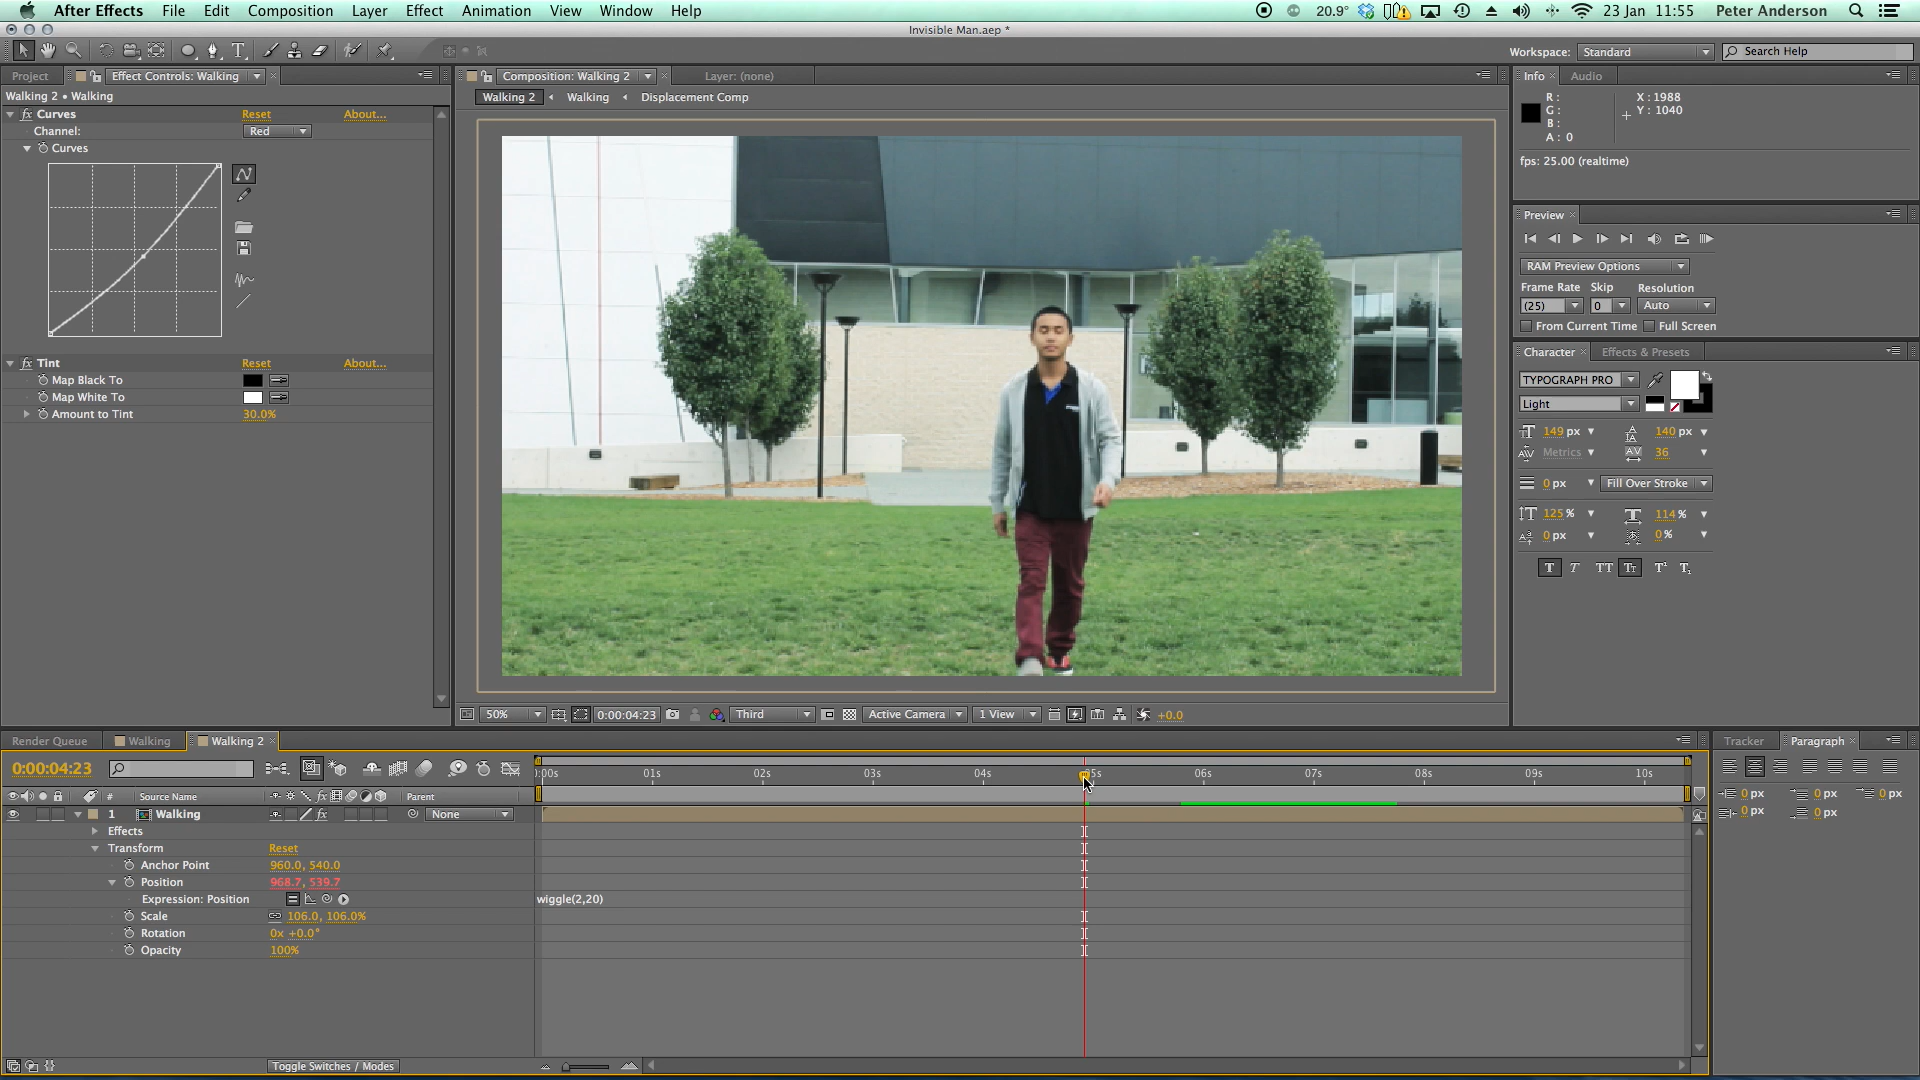 After Effects File Edit Composition Layer Effect Animation View Window Help 20.9° 23 Jan 11:55 Peter Anderson
Invisible Man.aep *
Workspace: Standard Search Help
Project Effect Controls: Walking
Walking 2 • Walking
fx Curves Reset About...
Channel: Red
Curves
fx Tint Reset About...
Map Black To
Map White To
Amount to Tint 30.0%
Composition: Walking 2 Layer: (none)
Walking 2 Walking Displacement Comp
50% 0:00:04:23 Third Active Camera 1 View +0.0
Info Audio
R: X: 1988
G: Y: 1040
B:
A: 0
fps: 25.00 (realtime)
Preview
RAM Preview Options
Frame Rate Skip Resolution
(25) 0 Auto
From Current Time Full Screen
Character Effects & Presets
TYPOGRAPH PRO
Light
149 px 140 px
Metrics 36
0 px Fill Over Stroke
125 % 114 %
0 px 0 %
T T TT TT T¹ T₁
Render Queue Walking Walking 2
0:00:04:23
:00s 01s 02s 03s 04s 05s 06s 07s 08s 09s 10s
# Source Name fx Parent
1 Walking fx None
Effects
Transform Reset
Anchor Point 960.0, 540.0
Position 968.7, 539.7
Expression: Position wiggle(2,20)
Scale 106.0, 106.0%
Rotation 0x +0.0°
Opacity 100%
Toggle Switches / Modes
Tracker Paragraph
0 px 0 px 0 px
0 px 0 px